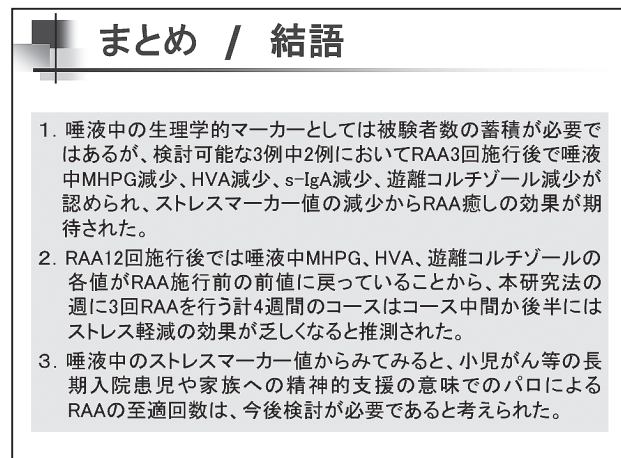 まとめ / 結語
1. 唾液中の生理学的マーカーとしては被験者数の蓄積が必要で
はあるが、検討可能な3例中2例においてRAA3回施行後で唾液
中MHPG減少、HVA減少、s-IgA減少、遊離コルチゾール減少が
認められ、ストレスマーカー値の減少からRAA癒しの効果が期
待された。
2. RAA12回施行後では唾液中MHPG、HVA、遊離コルチゾールの
各値がRAA施行前の前値に戻っていることから、本研究法の
週に3回RAAを行う計4週間のコースはコース中間か後半には
ストレス軽減の効果が乏しくなると推測された。
3. 唾液中のストレスマーカー値からみてみると、小児がん等の長
期入院患児や家族への精神的支援の意味でのパロによる
RAAの至適回数は、今後検討が必要であると考えられた。